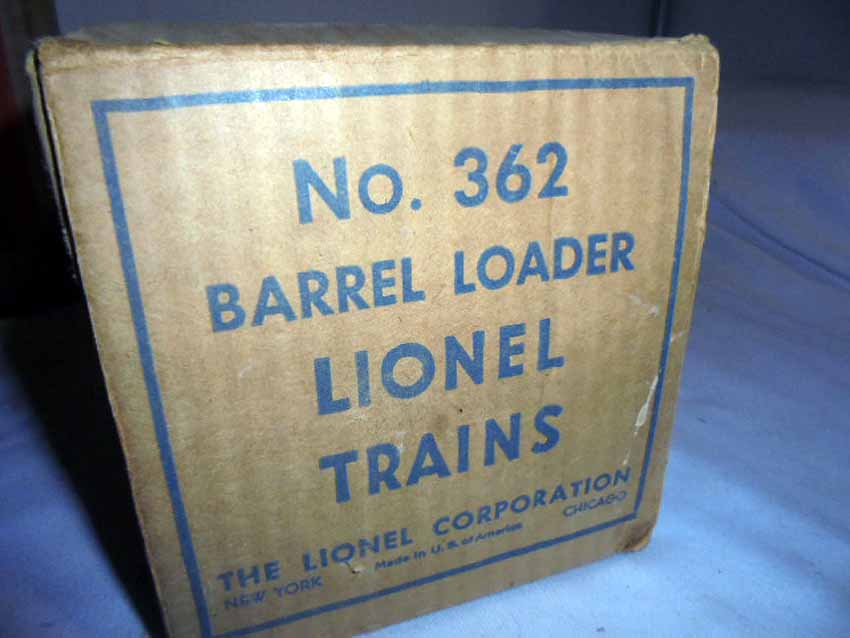 No. 362
BARREL LOADER
LIONEL
TRAINS
THE LIONEL CORPORATION
NEW YORK Made in U. S. of America CHICAGO